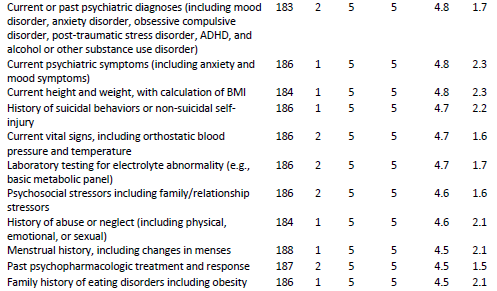 Current or past psychiatric diagnoses (including mood 183 2 5 5 4.8 1.7
disorder, anxiety disorder, obsessive compulsive
disorder, post-traumatic stress disorder, ADHD, and
alcohol or other substance use disorder)
Current psychiatric symptoms (including anxiety and 186 1 5 5 4.8 2.3
mood symptoms)
Current height and weight, with calculation of BMI 184 1 5 5 4.8 2.3
History of suicidal behaviors or non-suicidal self- 186 1 5 5 4.7 2.2
injury
Current vital signs, including orthostatic blood 186 2 5 5 4.7 1.6
pressure and temperature
Laboratory testing for electrolyte abnormality (e.g., 186 2 5 5 4.7 1.7
basic metabolic panel)
Psychosocial stressors including family/relationship 186 2 5 5 4.6 1.6
stressors
History of abuse or neglect (including physical, 184 1 5 5 4.6 2.1
emotional, or sexual)
Menstrual history, including changes in menses 188 1 5 5 4.5 2.1
Past psychopharmacologic treatment and response 187 2 5 5 4.5 1.5
Family history of eating disorders including obesity 186 1 5 5 4.5 2.1